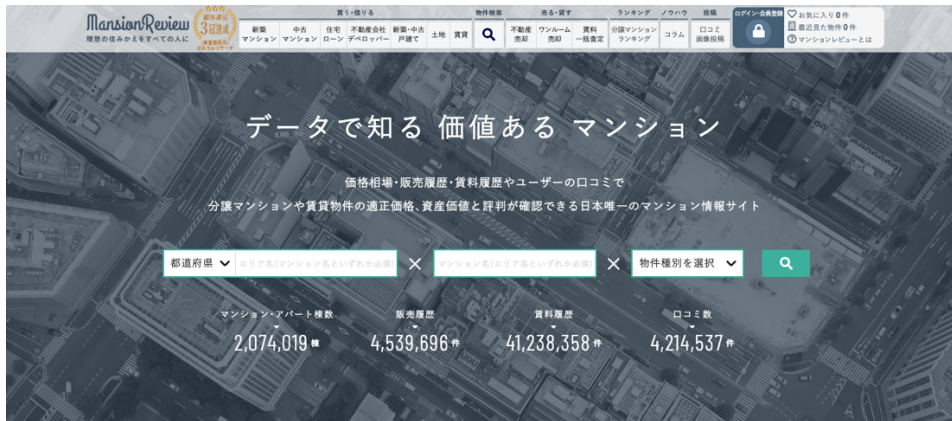 MansionReview
理想の住みかえをすべての人に
顧客満足
3冠達成
買う・借りる
物件検索
売る・貸す
ランキング
ノウハウ
投稿
新築
マンション
中古
マンション
住宅
ローン
不動産会社
デベロッパー
新築・中古
戸建て
土地
賃貸
不動産
売却
ワンルーム
売却
賃料
一括査定
分譲マンション
ランキング
コラム
口コミ
画像投稿
ログイン・会員登録
お気に入り 0 件
最近見た物件 0 件
マンションレビューとは
データで知る 価値ある マンション
価格相場・販売履歴・賃料履歴やユーザーの口コミで
分譲マンションや賃貸物件の適正価格、資産価値と評判が確認できる日本唯一のマンション情報サイト
都道府県 エリア名(マンション名といずれか必須) × マンション名(エリア名といずれか必須) × 物件種別を選択
マンション・アパート棟数 販売履歴 賃料履歴 口コミ数
2,074,019 棟 4,539,696 件 41,238,358 件 4,214,537 件